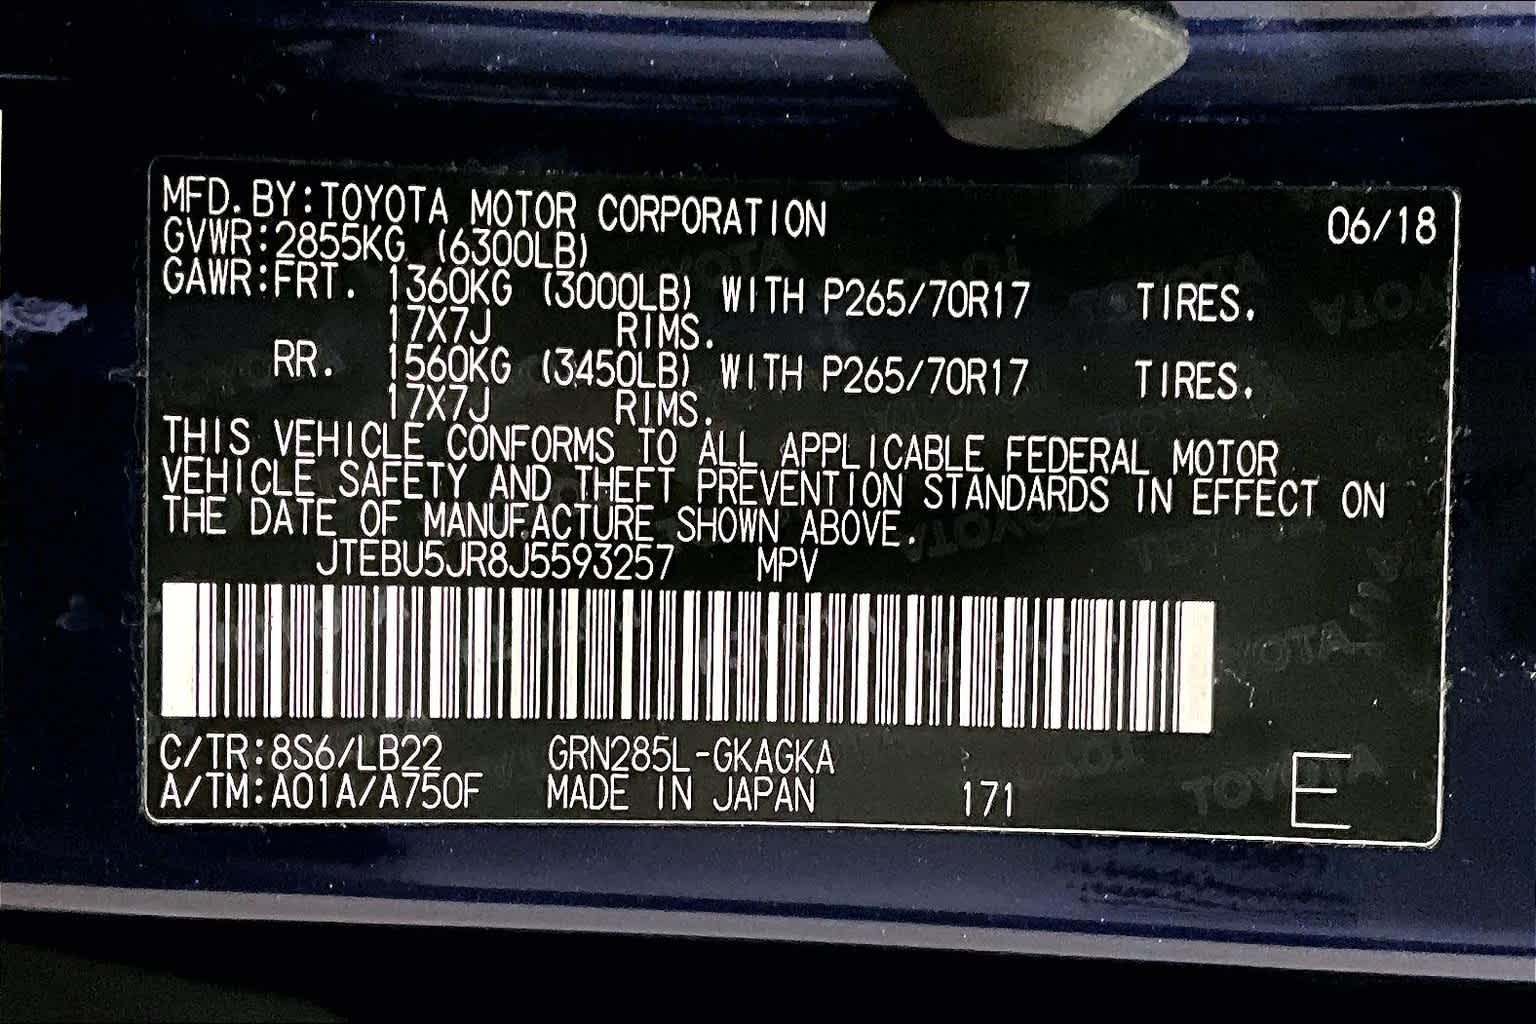 MFD. BY:TOYOTA MOTOR CORPORATION 06/18
GVWR:2855KG (6300LB)
GAWR:FRT. 1360KG (3000LB) WITH P265/70R17 TIRES.
17X7J RIMS.
RR. 1560KG (3450LB) WITH P265/70R17 TIRES.
17X7J RIMS.
THIS VEHICLE CONFORMS TO ALL APPLICABLE FEDERAL MOTOR
VEHICLE SAFETY AND THEFT PREVENTION STANDARDS IN EFFECT ON
THE DATE OF MANUFACTURE SHOWN ABOVE.
JTEBU5JR8J5593257 MPV
C/TR:8S6/LB22 GRN285L-GKAGKA
A/TM:A01A/A750F MADE IN JAPAN 171 E